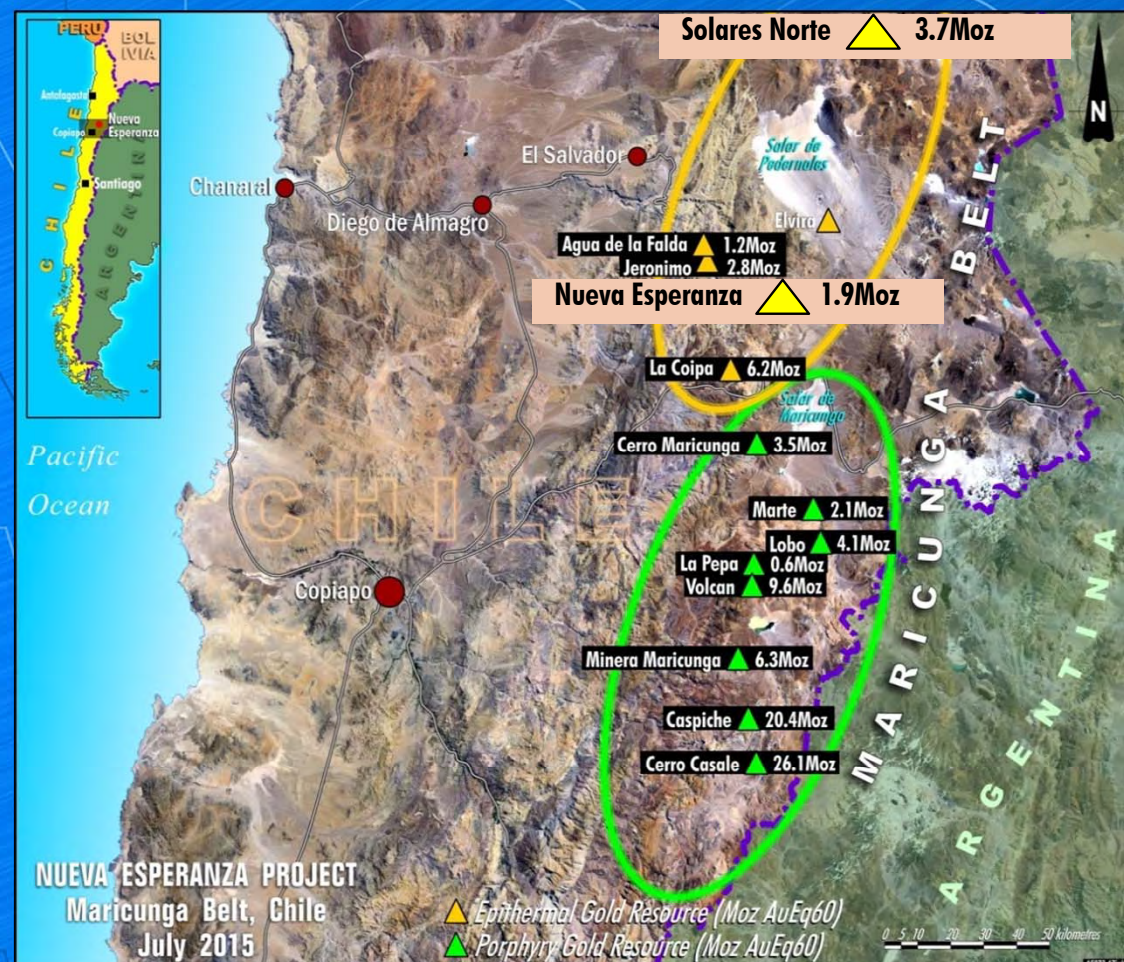 Solares Norte 3.7Moz
PERU
BOL
IVIA
Antofagasta
Nueva
Esperanza
Copiapo
Santiago
CHILE
ARGENTINA
N
Salar de
Pedernales
El Salvador
Chanaral
Diego de Almagro
Elvira
Agua de la Falda 1.2Moz
Jeronimo 2.8Moz
Nueva Esperanza 1.9Moz
La Coipa 6.2Moz
Salar de
Maricunga
Cerro Maricunga 3.5Moz
Pacific
Ocean
CHILE
Marte 2.1Moz
Lobo 4.1Moz
La Pepa 0.6Moz
Volcan 9.6Moz
Copiapo
Minera Maricunga 6.3Moz
Caspiche 20.4Moz
Cerro Casale 26.1Moz
MARICUNGA BELT
ARGENTINA
NUEVA ESPERANZA PROJECT
Maricunga Belt, Chile
July 2015
Epithermal Gold Resource (Moz AuEq60)
Porphyry Gold Resource (Moz AuEq60)
0 5 10 20 30 40 50 kilometres